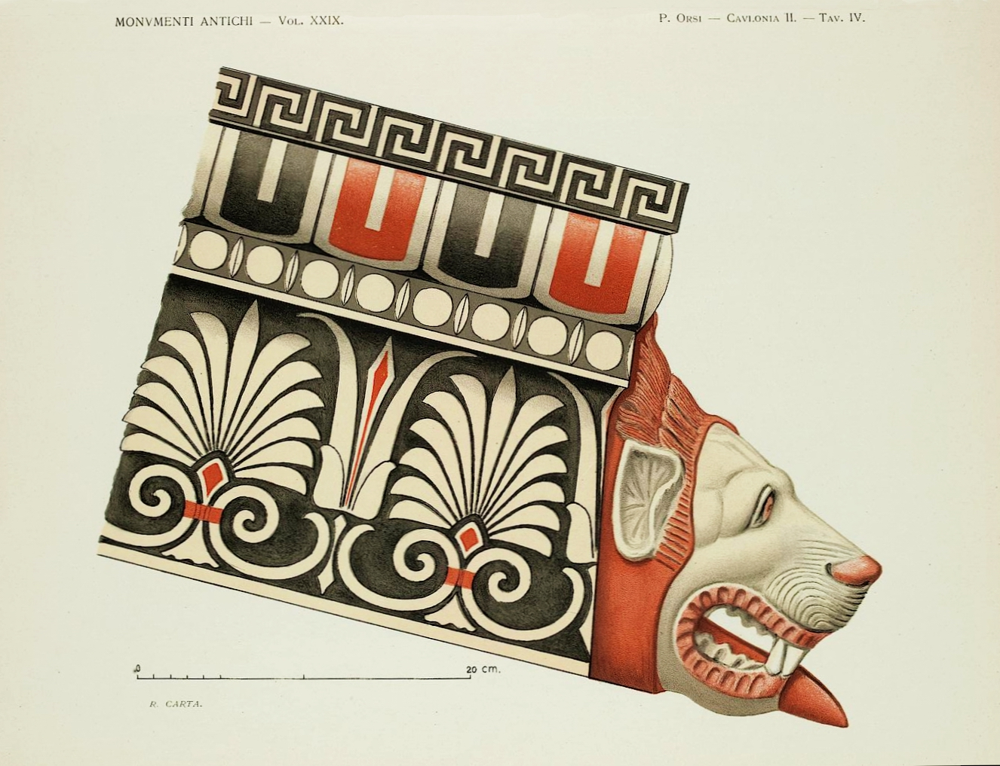 MONVMENTI ANTICHI — VOL. XXIX.
P. ORSI — CAVLONIA II. — TAV. IV.
0 20 cm.
R. CARTA.